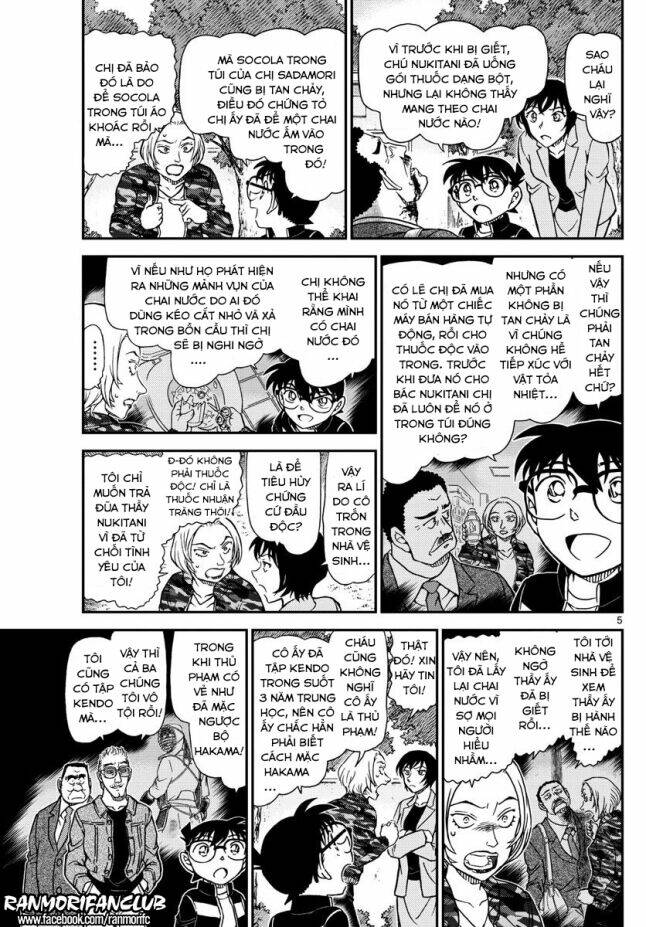 SAO
CHÁU
LẠI
NGHĨ
VẬY?
VÌ TRƯỚC KHI BỊ GIẾT,
CHÚ NUKITANI ĐÃ UỐNG
GÓI THUỐC DẠNG BỘT,
NHƯNG LẠI KHÔNG THẤY
MANG THEO CHAI
NƯỚC NÀO!
MÀ SOCOLA TRONG
TÚI CỦA CHỊ SADAMORI
CŨNG BỊ TAN CHẢY,
ĐIỀU ĐÓ CHỨNG TỎ
CHỊ ẤY ĐÃ ĐỂ MỘT CHAI
NƯỚC ẤM VÀO
TRONG
ĐÓ!
CHỊ ĐÃ BẢO
ĐÓ LÀ DO
ĐỂ SOCOLA
TRONG TÚI ÁO
KHOÁC RỒI
MÀ...
NẾU
VẬY
THÌ
CHÚNG
PHẢI
TAN
CHẢY
HẾT
CHỨ?
NHƯNG CÓ
MỘT PHẦN
KHÔNG BỊ
TAN CHẢY LÀ
VÌ CHÚNG
KHÔNG HỀ
TIẾP XÚC VỚI
VẬT TỎA
NHIỆT...
CÓ LẼ CHỊ ĐÃ MUA
NÓ TỪ MỘT CHIẾC
MÁY BÁN HÀNG TỰ
ĐỘNG, RỒI CHO
THUỐC ĐỘC VÀO
TRONG. TRƯỚC
KHI ĐƯA NÓ CHO
BÁC NUKITANI CHỊ
ĐÃ LUÔN ĐỂ NÓ Ở
TRONG TÚI ĐÚNG
KHÔNG?
CHỊ KHÔNG
THỂ KHAI
RẰNG MÌNH
CÓ CHAI
NƯỚC ĐÓ
VÌ NẾU NHƯ HỌ PHÁT HIỆN
RA NHỮNG MẢNH VỤN CỦA
CHAI NƯỚC DO AI ĐÓ
DÙNG KÉO CẮT NHỎ VÀ XẢ
TRONG BỒN CẦU THÌ CHỊ
SẼ BỊ NGHI NGỜ
....
......
VẬY
RA LÍ
DO CÔ
TRỐN
TRONG
NHÀ VỆ
SINH...
LÀ ĐỂ
TIÊU HỦY
CHỨNG
CỨ ĐẦU
ĐỘC?
Đ-ĐÓ KHÔNG
PHẢI THUỐC
ĐỘC! CHỈ LÀ
THUỐC NHUẬN
TRÀNG THÔI!
TÔI CHỈ
MUỐN TRẢ
ĐŨA THẦY
NUKITANI
VÌ ĐÃ TỪ
CHỐI TÌNH
YÊU CỦA
TÔI!
5
TÔI TỚI
NHÀ VỆ
SINH ĐỂ
XEM
THẦY ẤY
BỊ HÀNH
THẾ NÀO
...
KHÔNG
NGỜ
THẦY ẤY
ĐÃ BỊ
GIẾT
RỒI...
VẬY NÊN,
TÔI ĐÃ LẤY
LẠI CHAI
NƯỚC VÌ SỢ
MỌI NGƯỜI
HIỂU
NHẦM...
THẬT
ĐÓ! XIN
HÃY TIN
TÔI!
CHÁU
CŨNG
KHÔNG
NGHĨ
CÔ ẤY
LÀ THỦ
PHẠM!
CÔ ẤY ĐÃ
TẬP KENDO
TRONG SUỐT
3 NĂM TRUNG
HỌC, NÊN CÔ
ẤY CHẮC HẲN
PHẢI BIẾT
CÁCH MẶC
HAKAMA...
TRONG
KHI THỦ
PHẠM CÓ
VẺ NHƯ
ĐÃ MẶC
NGƯỢC
BỘ
HAKAMA!
VẬY THÌ
CẢ BA
CHÚNG
TÔI VÔ
TỘI RỒI!
TÔI
CŨNG
CÓ TẬP
KENDO
MÀ...
RANMORIFANCLUB
www.facebook.com/ranmorifc